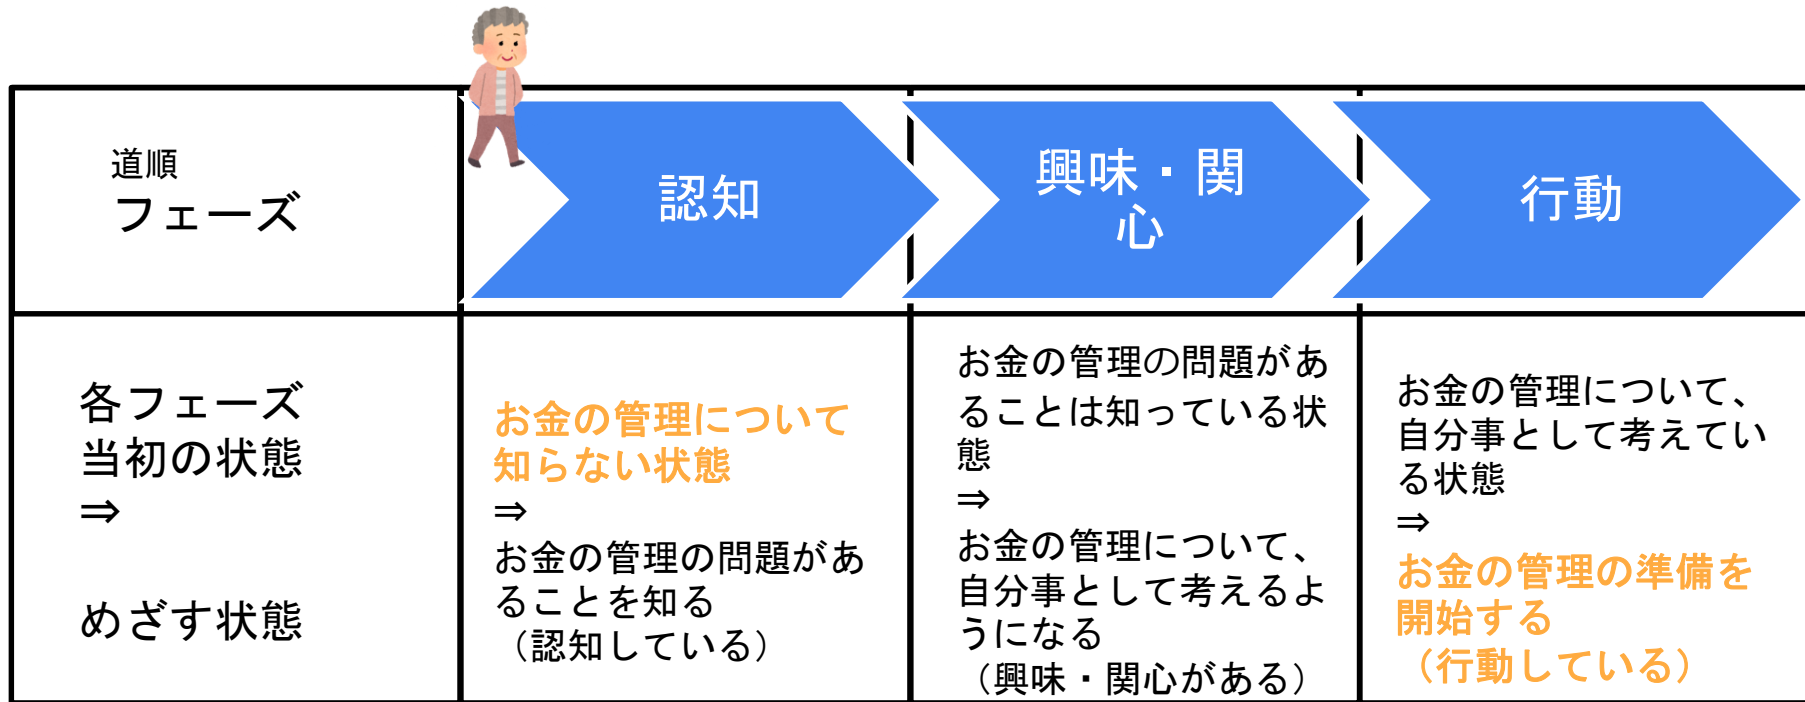 道順
フェーズ
認知
興味・関
心
行動
各フェーズ
当初の状態
⇒
めざす状態
お金の管理について
知らない状態
⇒
お金の管理の問題があ
ることを知る
（認知している）
お金の管理の問題があ
ることは知っている状
態
⇒
お金の管理について、
自分事として考えるよ
うになる
（興味・関心がある）
お金の管理について、
自分事として考えてい
る状態
⇒
お金の管理の準備を
開始する
（行動している）